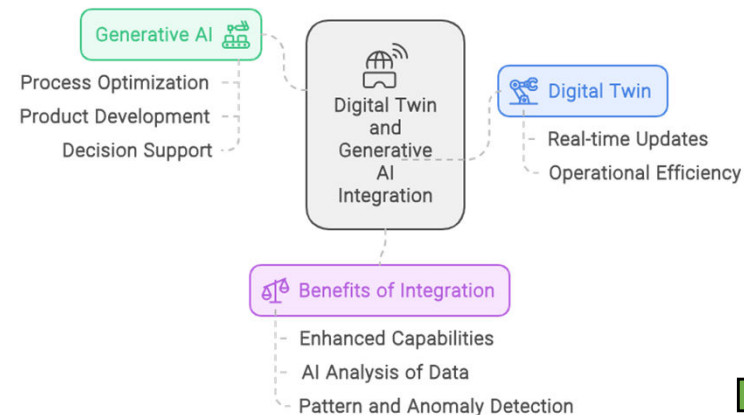 Generative AI
Process Optimization
Product Development
Decision Support
Digital Twin
and
Generative
AI
Integration
Digital Twin
Real-time Updates
Operational Efficiency
Benefits of Integration
Enhanced Capabilities
AI Analysis of Data
Pattern and Anomaly Detection